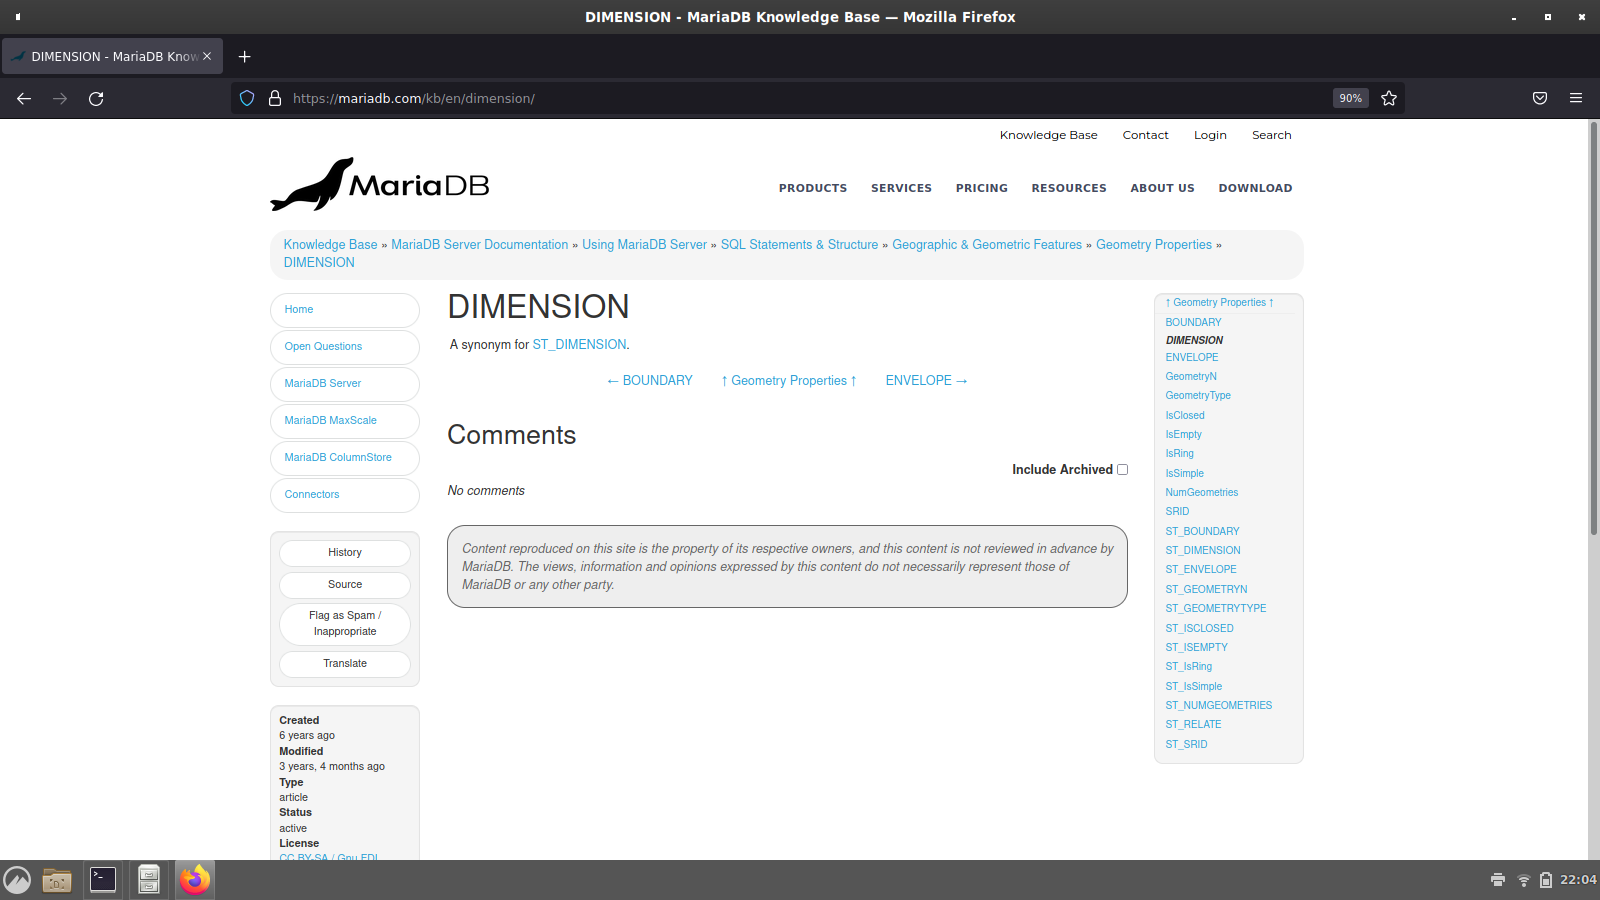 DIMENSION - MariaDB Knowledge Base — Mozilla Firefox
DIMENSION - MariaDB Know
https://mariadb.com/kb/en/dimension/
90%
Knowledge Base Contact Login Search
MariaDB
PRODUCTS SERVICES PRICING RESOURCES ABOUT US DOWNLOAD
Knowledge Base » MariaDB Server Documentation » Using MariaDB Server » SQL Statements & Structure » Geographic & Geometric Features » Geometry Properties »
DIMENSION
Home
Open Questions
MariaDB Server
MariaDB MaxScale
MariaDB ColumnStore
Connectors
History
Source
Flag as Spam /
Inappropriate
Translate
Created
6 years ago
Modified
3 years, 4 months ago
Type
article
Status
active
License
CC BY-SA / Gnu FDL
DIMENSION
A synonym for ST_DIMENSION.
← BOUNDARY ↑ Geometry Properties ↑ ENVELOPE →
Comments
Include Archived
No comments
Content reproduced on this site is the property of its respective owners, and this content is not reviewed in advance by
MariaDB. The views, information and opinions expressed by this content do not necessarily represent those of
MariaDB or any other party.
↑ Geometry Properties ↑
BOUNDARY
DIMENSION
ENVELOPE
GeometryN
GeometryType
IsClosed
IsEmpty
IsRing
IsSimple
NumGeometries
SRID
ST_BOUNDARY
ST_DIMENSION
ST_ENVELOPE
ST_GEOMETRYN
ST_GEOMETRYTYPE
ST_ISCLOSED
ST_ISEMPTY
ST_IsRing
ST_IsSimple
ST_NUMGEOMETRIES
ST_RELATE
ST_SRID
22:04